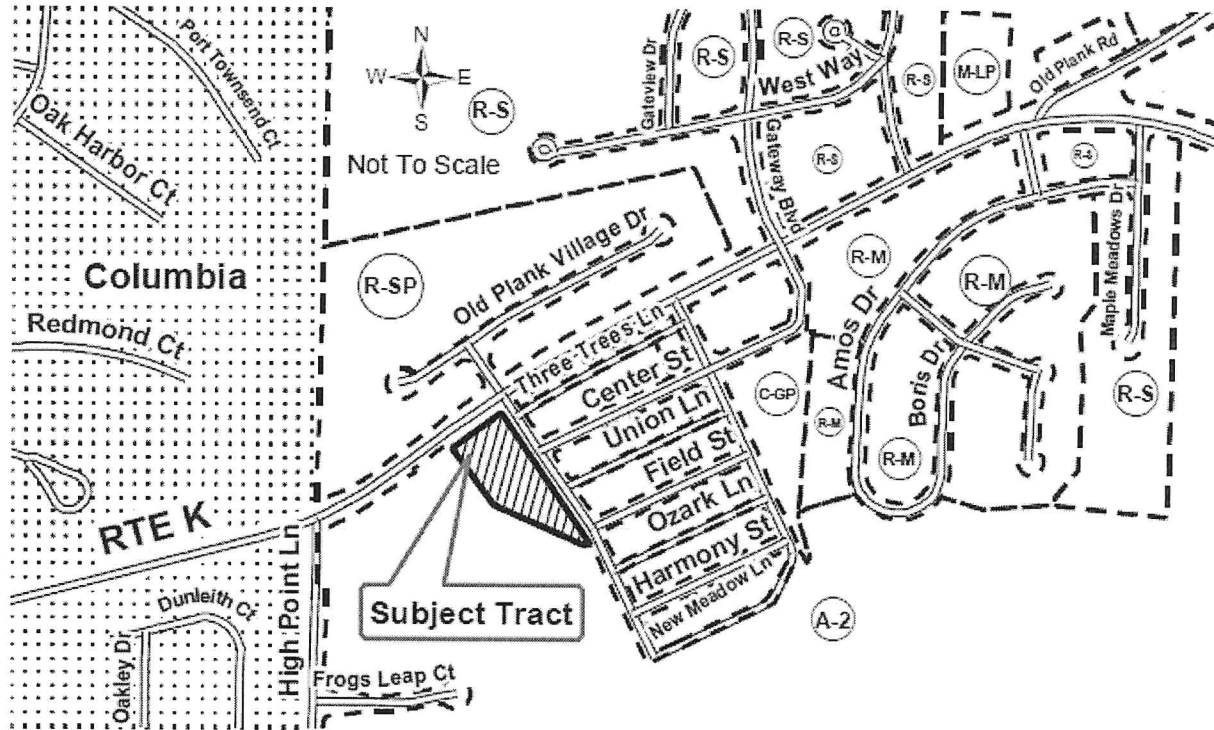 Port Townsend Ct
Oak Harbor Ct
Columbia
Redmond Ct
RTE K
Dunleith Ct
Oakley Dr
High Point Ln
Frogs Leap Ct
N
W
E
S
Not To Scale
R-S
Gateview Dr
R-S
R-S
West Way
R-S
M-LP
Old Plank Rd
Gateway Blvd
R-S
R-S
R-SP
Old Plank Village Dr
Three Trees Ln
Center St
Union Ln
Field St
Ozark Ln
Harmony St
New Meadow Ln
Subject Tract
R-M
R-M
Amos Dr
Boris Dr
Maple Meadows Dr
C-GP
R-M
R-M
R-S
A-2